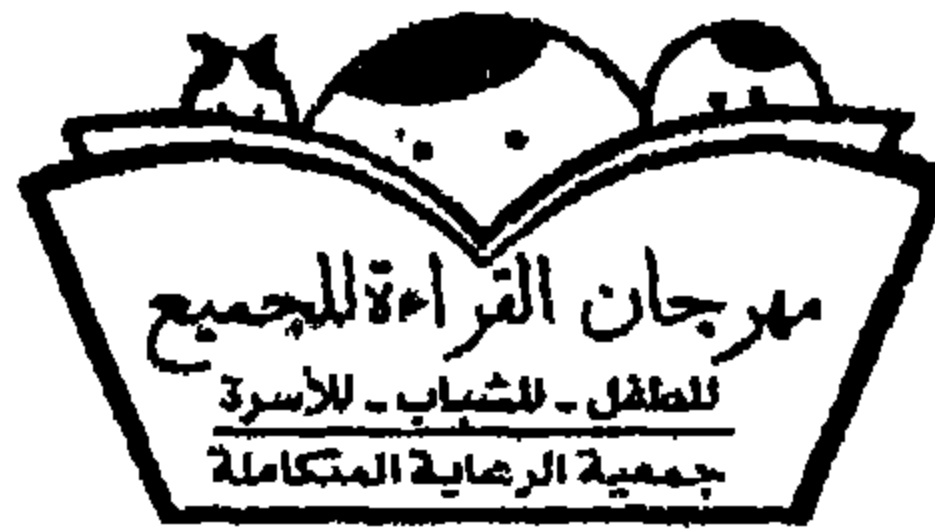 مهرجان القراءة للجميع
للطفل - للشباب - للأسرة
جمعية الرعاية المتكاملة